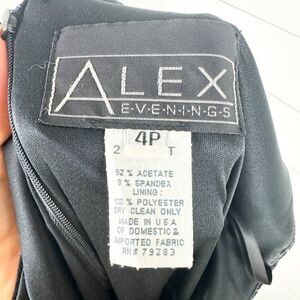 ALEX
E·V·E·N·I·N·G·S
4P
2 T
92% ACETATE
8% SPANDEX
LINING:
100% POLYESTER
DRY CLEAN ONLY
MADE IN U.S.A
OF DOMESTIC &
IMPORTED FABRIC
RN# 79283